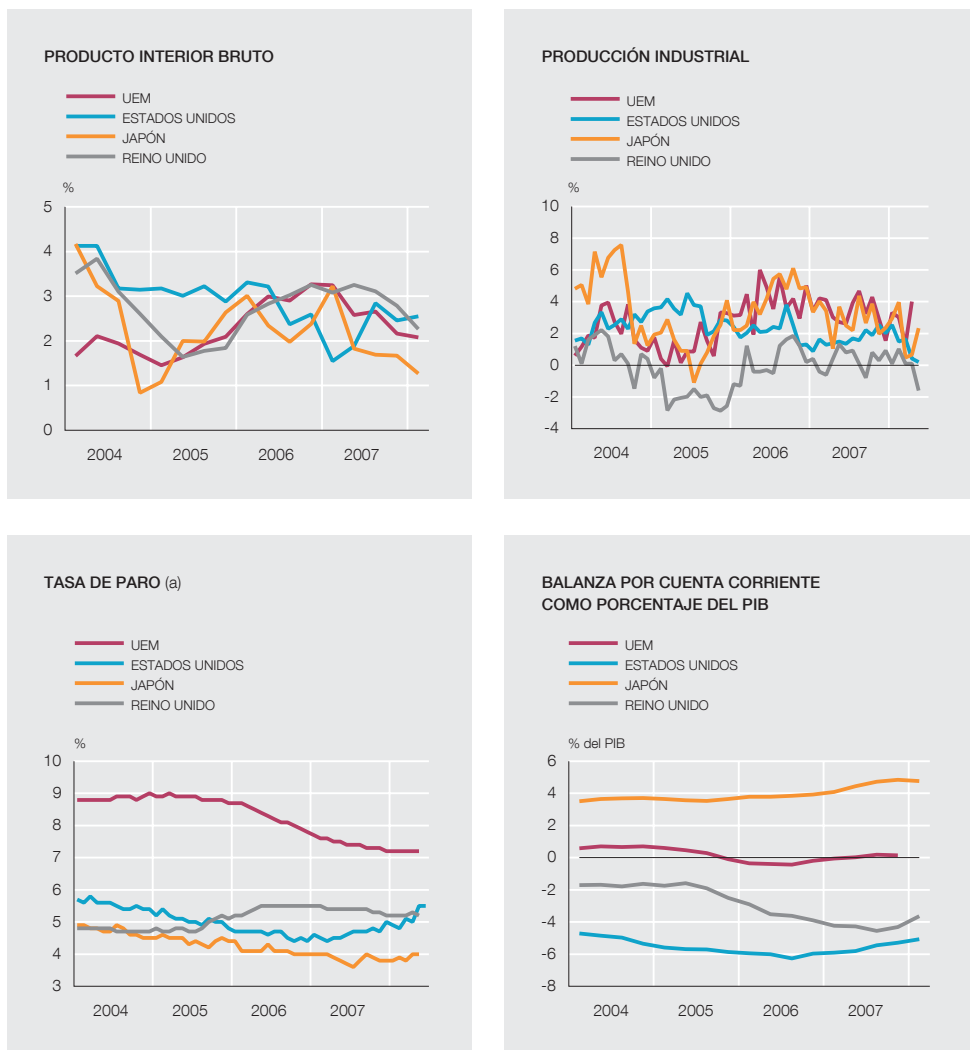 PRODUCTO INTERIOR BRUTO
UEM
ESTADOS UNIDOS
JAPÓN
REINO UNIDO
%
5
4
3
2
1
0
2004 2005 2006 2007
PRODUCCIÓN INDUSTRIAL
UEM
ESTADOS UNIDOS
JAPÓN
REINO UNIDO
%
10
8
6
4
2
0
-2
-4
2004 2005 2006 2007
TASA DE PARO (a)
UEM
ESTADOS UNIDOS
JAPÓN
REINO UNIDO
%
10
9
8
7
6
5
4
3
2004 2005 2006 2007
BALANZA POR CUENTA CORRIENTE
COMO PORCENTAJE DEL PIB
UEM
ESTADOS UNIDOS
JAPÓN
REINO UNIDO
% del PIB
6
4
2
0
-2
-4
-6
-8
2004 2005 2006 2007